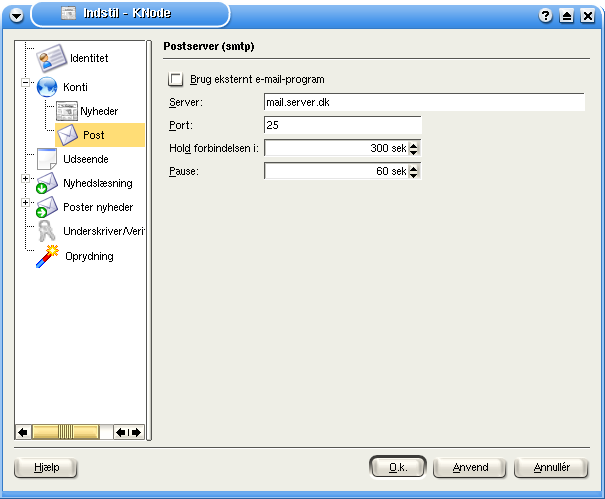 Indstil - KNode
Postserver (smtp)
Identitet
Konti
Nyheder
Post
Udseende
Nyhedslæsning
Poster nyheder
Underskriver/Veri
Oprydning
Brug eksternt e-mail-program
Server: mail.server.dk
Port: 25
Hold forbindelsen i: 300 sek
Pause: 60 sek
Hjælp O.k. Anvend Annullér